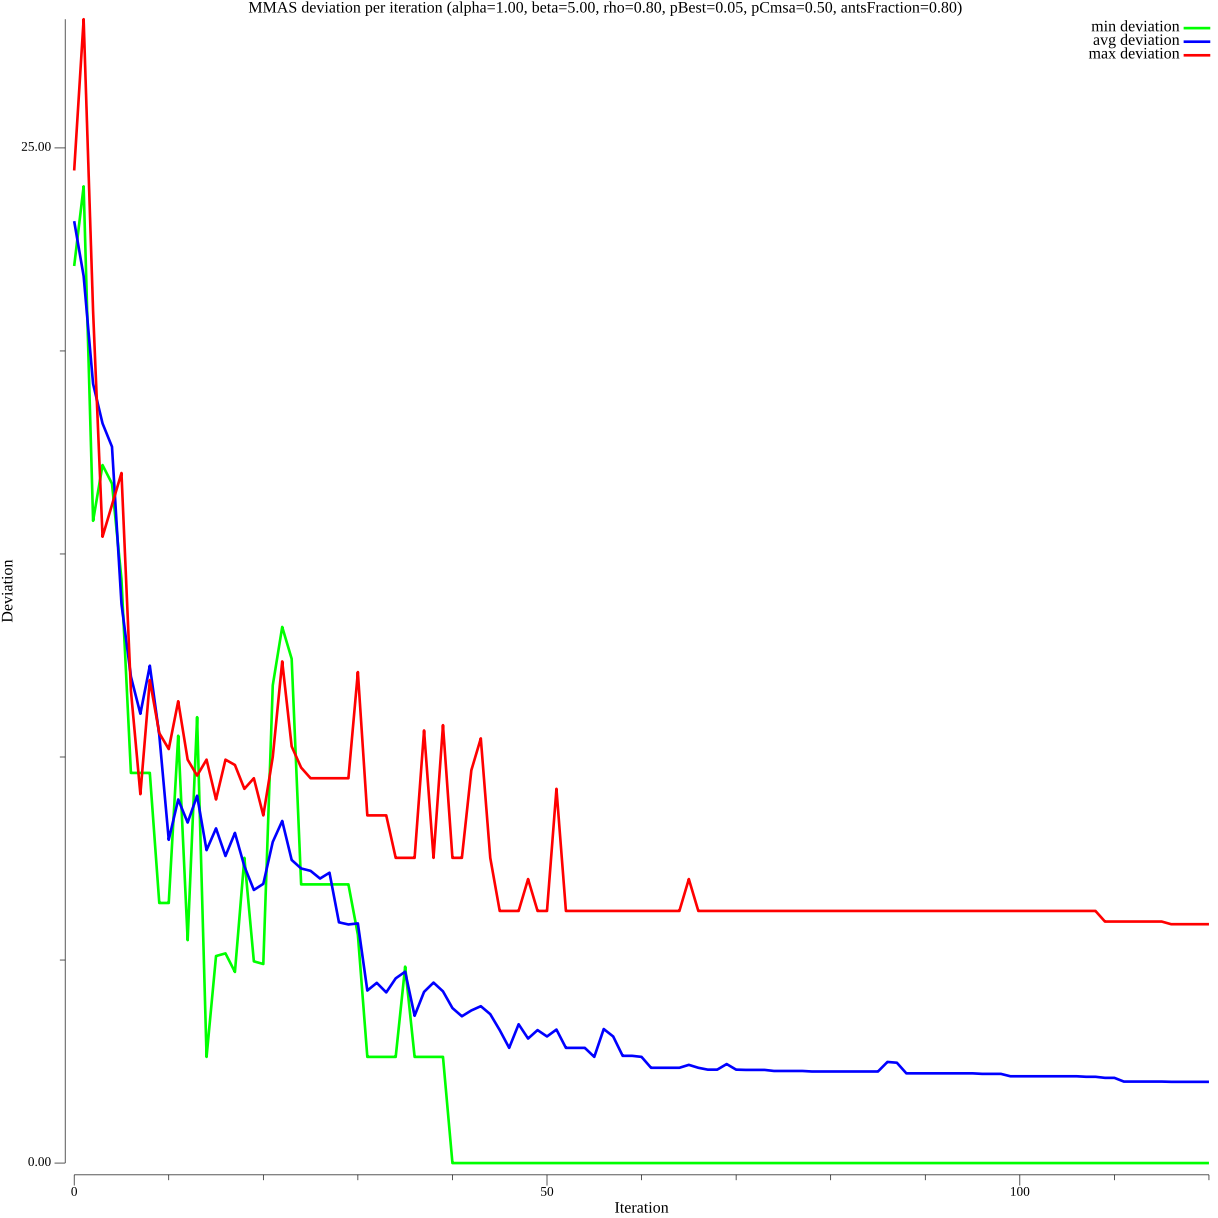 MMAS deviation per iteration (alpha=1.00, beta=5.00, rho=0.80, pBest=0.05, pCmsa=0.50, antsFraction=0.80)
min deviation
avg deviation
max deviation
25.00
Deviation
0.00
0
50
100
Iteration